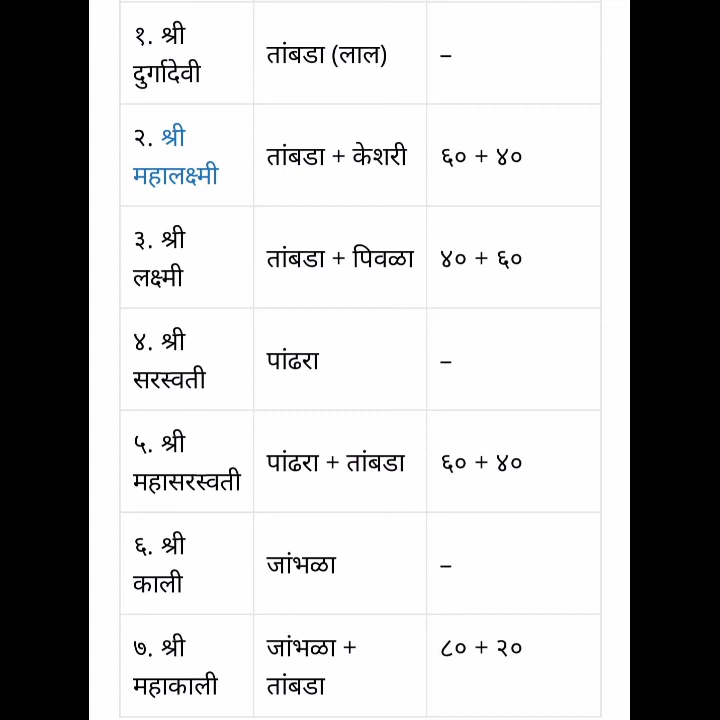 १. श्री
दुर्गादेवी
तांबडा (लाल)
–
२. श्री
महालक्ष्मी
तांबडा + केशरी
६० + ४०
३. श्री
लक्ष्मी
तांबडा + पिवळा
४० + ६०
४. श्री
सरस्वती
पांढरा
–
५. श्री
महासरस्वती
पांढरा + तांबडा
६० + ४०
६. श्री
काली
जांभळा
–
७. श्री
महाकाली
जांभळा +
तांबडा
८० + २०